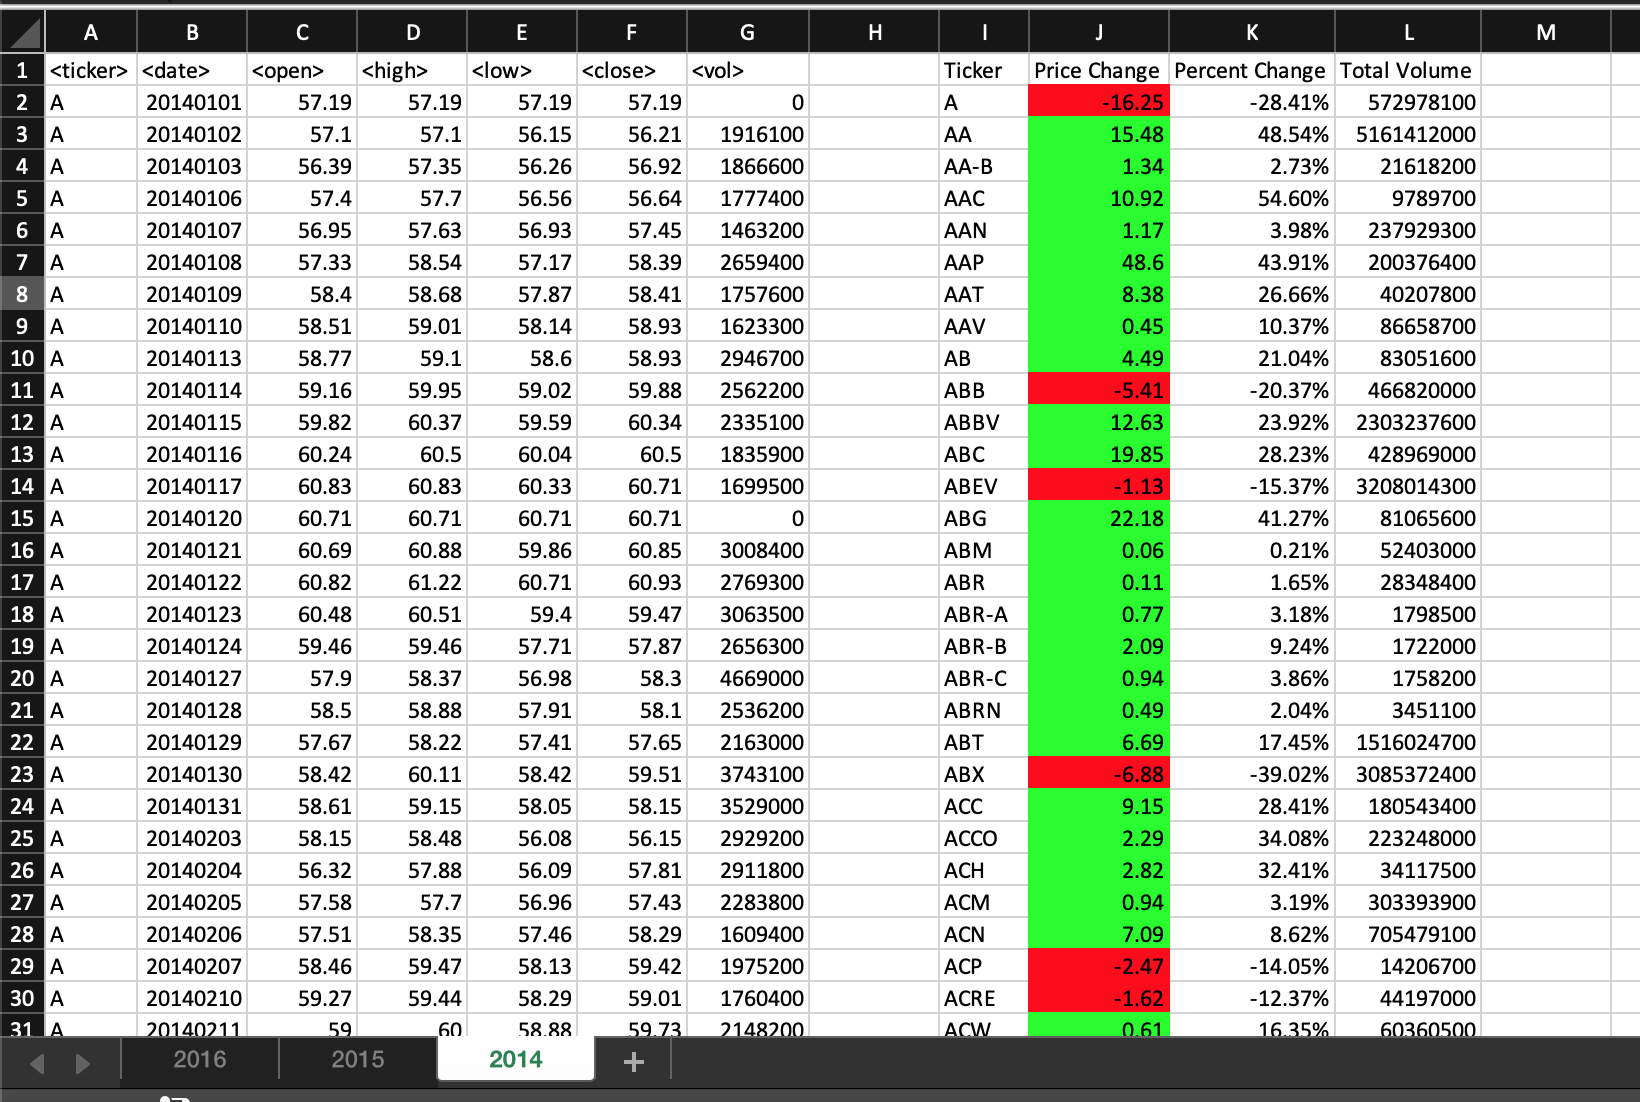 A B C D E F G H I J K L M
1 <ticker> <date> <open> <high> <low> <close> <vol> Ticker Price Change Percent Change Total Volume
2 A 20140101 57.19 57.19 57.19 57.19 0 A -16.25 -28.41% 572978100
3 A 20140102 57.1 57.1 56.15 56.21 1916100 AA 15.48 48.54% 5161412000
4 A 20140103 56.39 57.35 56.26 56.92 1866600 AA-B 1.34 2.73% 21618200
5 A 20140106 57.4 57.7 56.56 56.64 1777400 AAC 10.92 54.60% 9789700
6 A 20140107 56.95 57.63 56.93 57.45 1463200 AAN 1.17 3.98% 237929300
7 A 20140108 57.33 58.54 57.17 58.39 2659400 AAP 48.6 43.91% 200376400
8 A 20140109 58.4 58.68 57.87 58.41 1757600 AAT 8.38 26.66% 40207800
9 A 20140110 58.51 59.01 58.14 58.93 1623300 AAV 0.45 10.37% 86658700
10 A 20140113 58.77 59.1 58.6 58.93 2946700 AB 4.49 21.04% 83051600
11 A 20140114 59.16 59.95 59.02 59.88 2562200 ABB -5.41 -20.37% 466820000
12 A 20140115 59.82 60.37 59.59 60.34 2335100 ABBV 12.63 23.92% 2303237600
13 A 20140116 60.24 60.5 60.04 60.5 1835900 ABC 19.85 28.23% 428969000
14 A 20140117 60.83 60.83 60.33 60.71 1699500 ABEV -1.13 -15.37% 3208014300
15 A 20140120 60.71 60.71 60.71 60.71 0 ABG 22.18 41.27% 81065600
16 A 20140121 60.69 60.88 59.86 60.85 3008400 ABM 0.06 0.21% 52403000
17 A 20140122 60.82 61.22 60.71 60.93 2769300 ABR 0.11 1.65% 28348400
18 A 20140123 60.48 60.51 59.4 59.47 3063500 ABR-A 0.77 3.18% 1798500
19 A 20140124 59.46 59.46 57.71 57.87 2656300 ABR-B 2.09 9.24% 1722000
20 A 20140127 57.9 58.37 56.98 58.3 4669000 ABR-C 0.94 3.86% 1758200
21 A 20140128 58.5 58.88 57.91 58.1 2536200 ABRN 0.49 2.04% 3451100
22 A 20140129 57.67 58.22 57.41 57.65 2163000 ABT 6.69 17.45% 1516024700
23 A 20140130 58.42 60.11 58.42 59.51 3743100 ABX -6.88 -39.02% 3085372400
24 A 20140131 58.61 59.15 58.05 58.15 3529000 ACC 9.15 28.41% 180543400
25 A 20140203 58.15 58.48 56.08 56.15 2929200 ACCO 2.29 34.08% 223248000
26 A 20140204 56.32 57.88 56.09 57.81 2911800 ACH 2.82 32.41% 34117500
27 A 20140205 57.58 57.7 56.96 57.43 2283800 ACM 0.94 3.19% 303393900
28 A 20140206 57.51 58.35 57.46 58.29 1609400 ACN 7.09 8.62% 705479100
29 A 20140207 58.46 59.47 58.13 59.42 1975200 ACP -2.47 -14.05% 14206700
30 A 20140210 59.27 59.44 58.29 59.01 1760400 ACRE -1.62 -12.37% 44197000
31 A 20140211 59 60 58.88 59.73 2148200 ACW 0.61 16.35% 60360500
2016 2015 2014 +